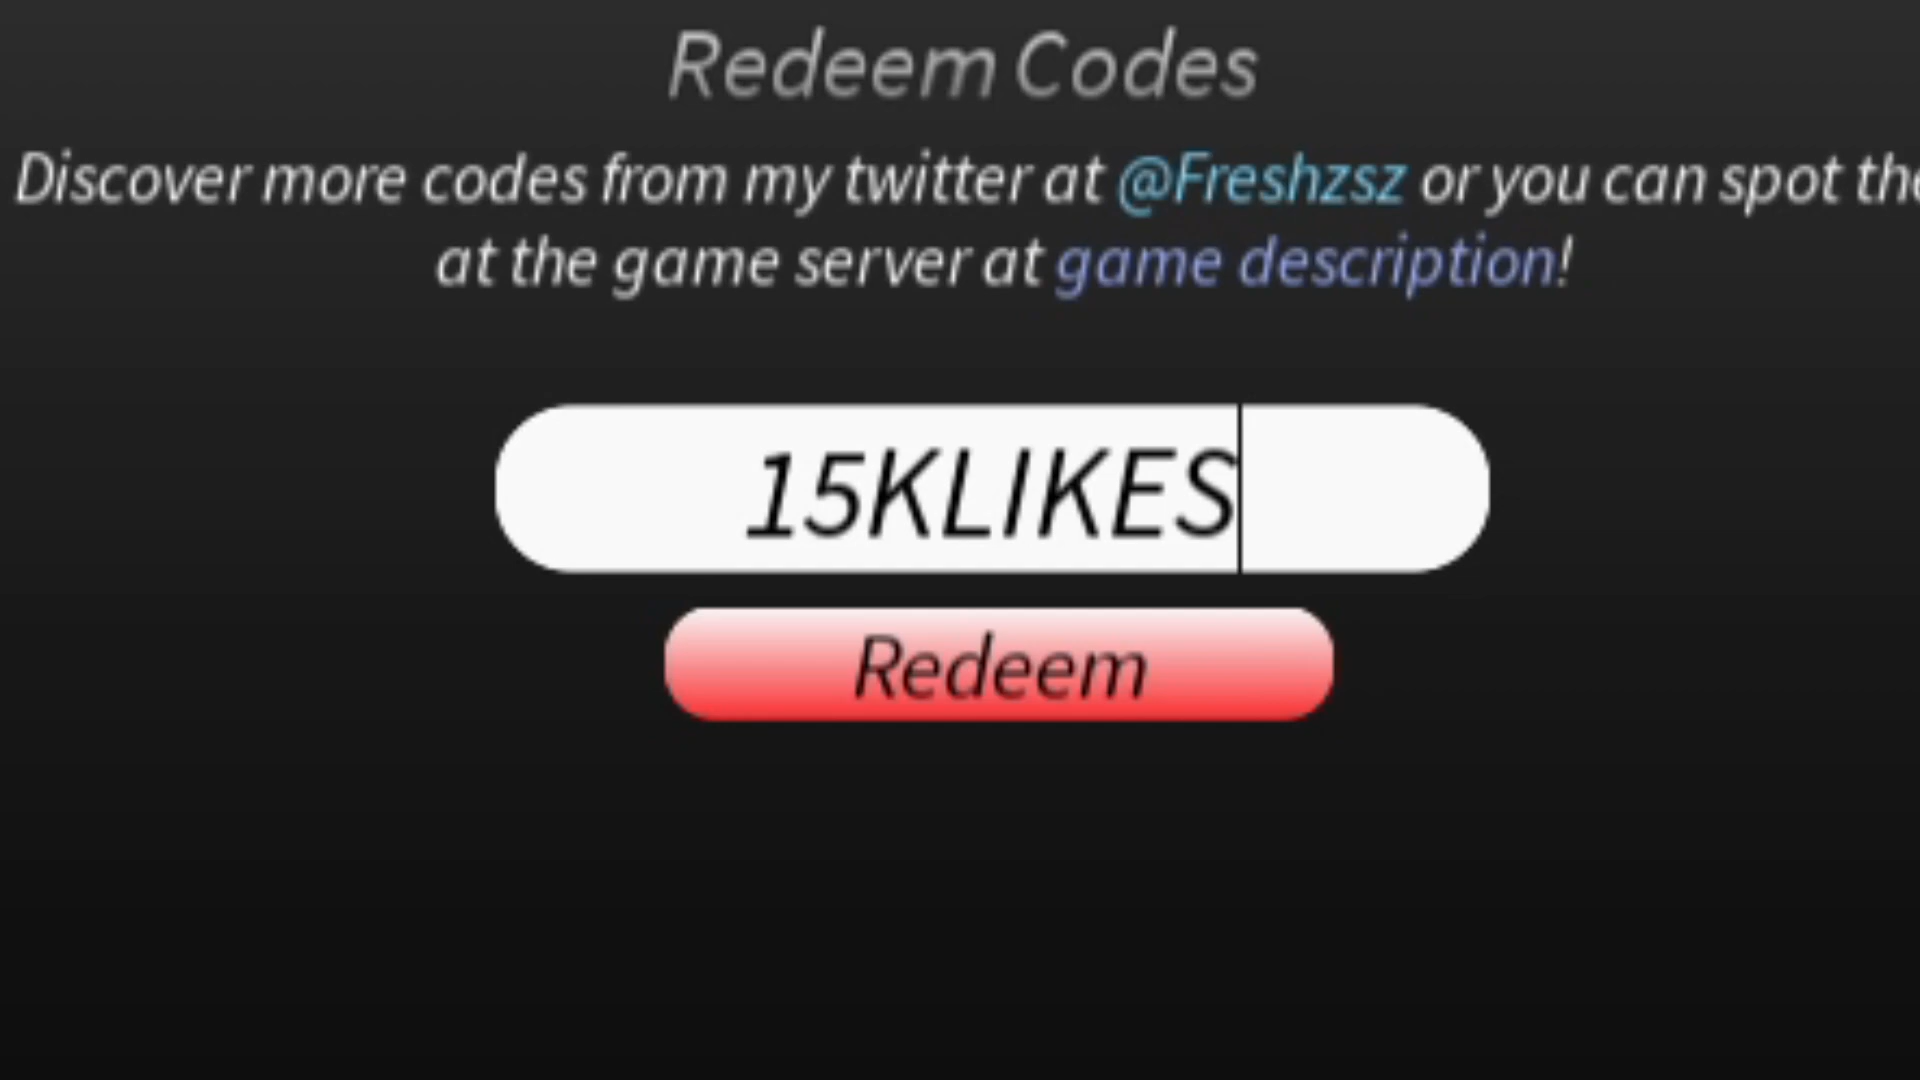 Redeem Codes
Discover more codes from my twitter at @Freshzsz or you can spot
at the game server at game description!
15KLIKES
Redeem